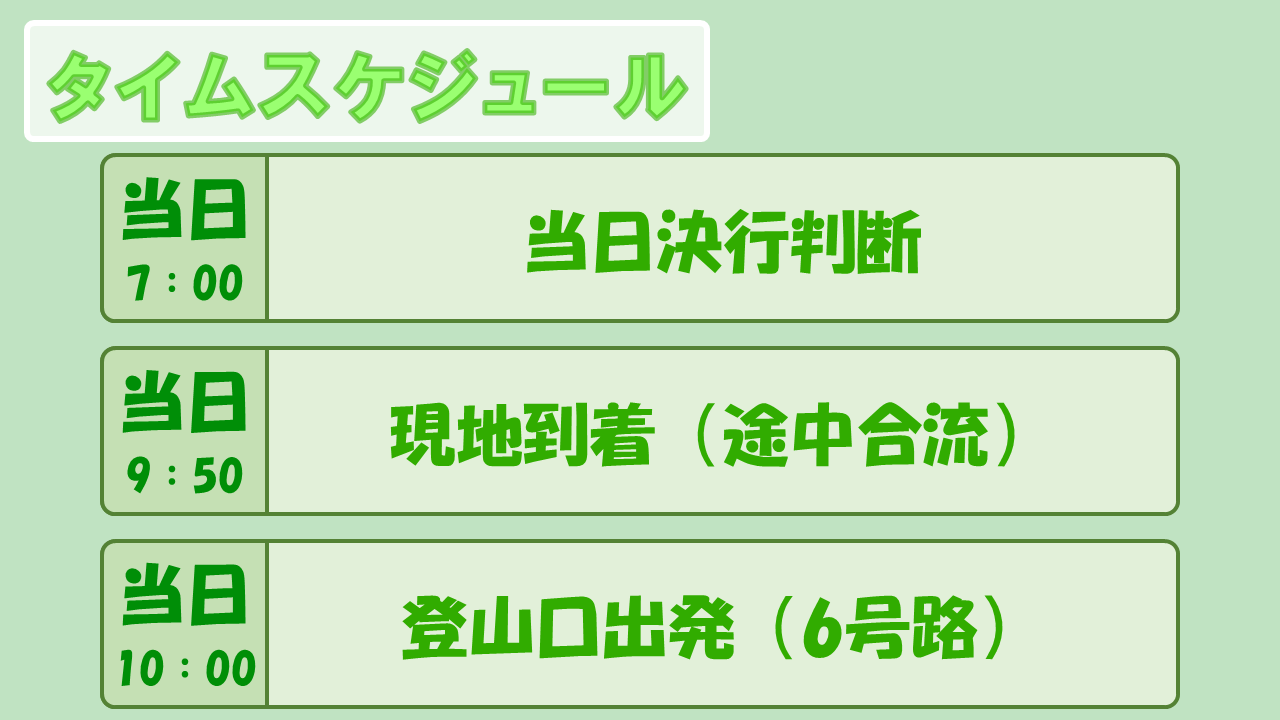 タイムスケジュール
当日
7：00
当日決行判断
当日
9：50
現地到着（途中合流）
当日
10：00
登山口出発（6号路）